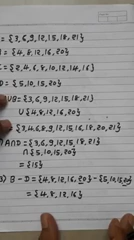 = {3,6,9,12,15,18,21}
= {4,8,12,16,20}
= {2,4,6,8,10,12,14,16}
= {5,10,15,20}
UB= {3,6,9,12,15,18,21}
U {4,8,12,16,20}
{3,4,6,8,9,12,15,16,18,20,21}
AND= {3,6,9,12,15,18,21}
∩{5,10,15,20}
= {15}
B - D = {4,8,12,16,20} - {5,10,15,20}
= {4,8,12,16}